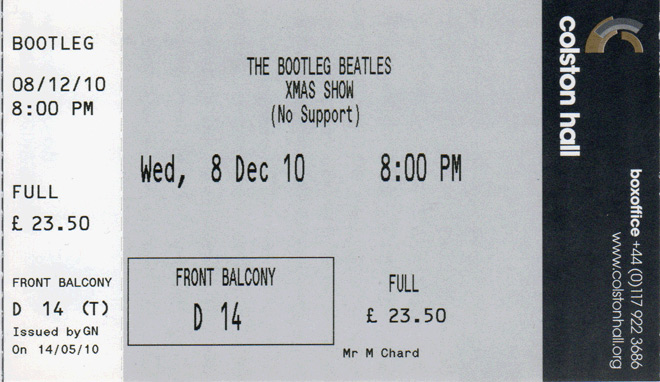 BOOTLEG
08/12/10
8:00 PM
FULL
£ 23.50
FRONT BALCONY
D 14 (T)
Issued by GN
On 14/05/10
THE BOOTLEG BEATLES
XMAS SHOW
(No Support)
Wed, 8 Dec 10 8:00 PM
FRONT BALCONY
D 14
FULL
£ 23.50
Mr M Chard
colston hall
boxoffice +44 (0)117 922 3686
www.colstonhall.org